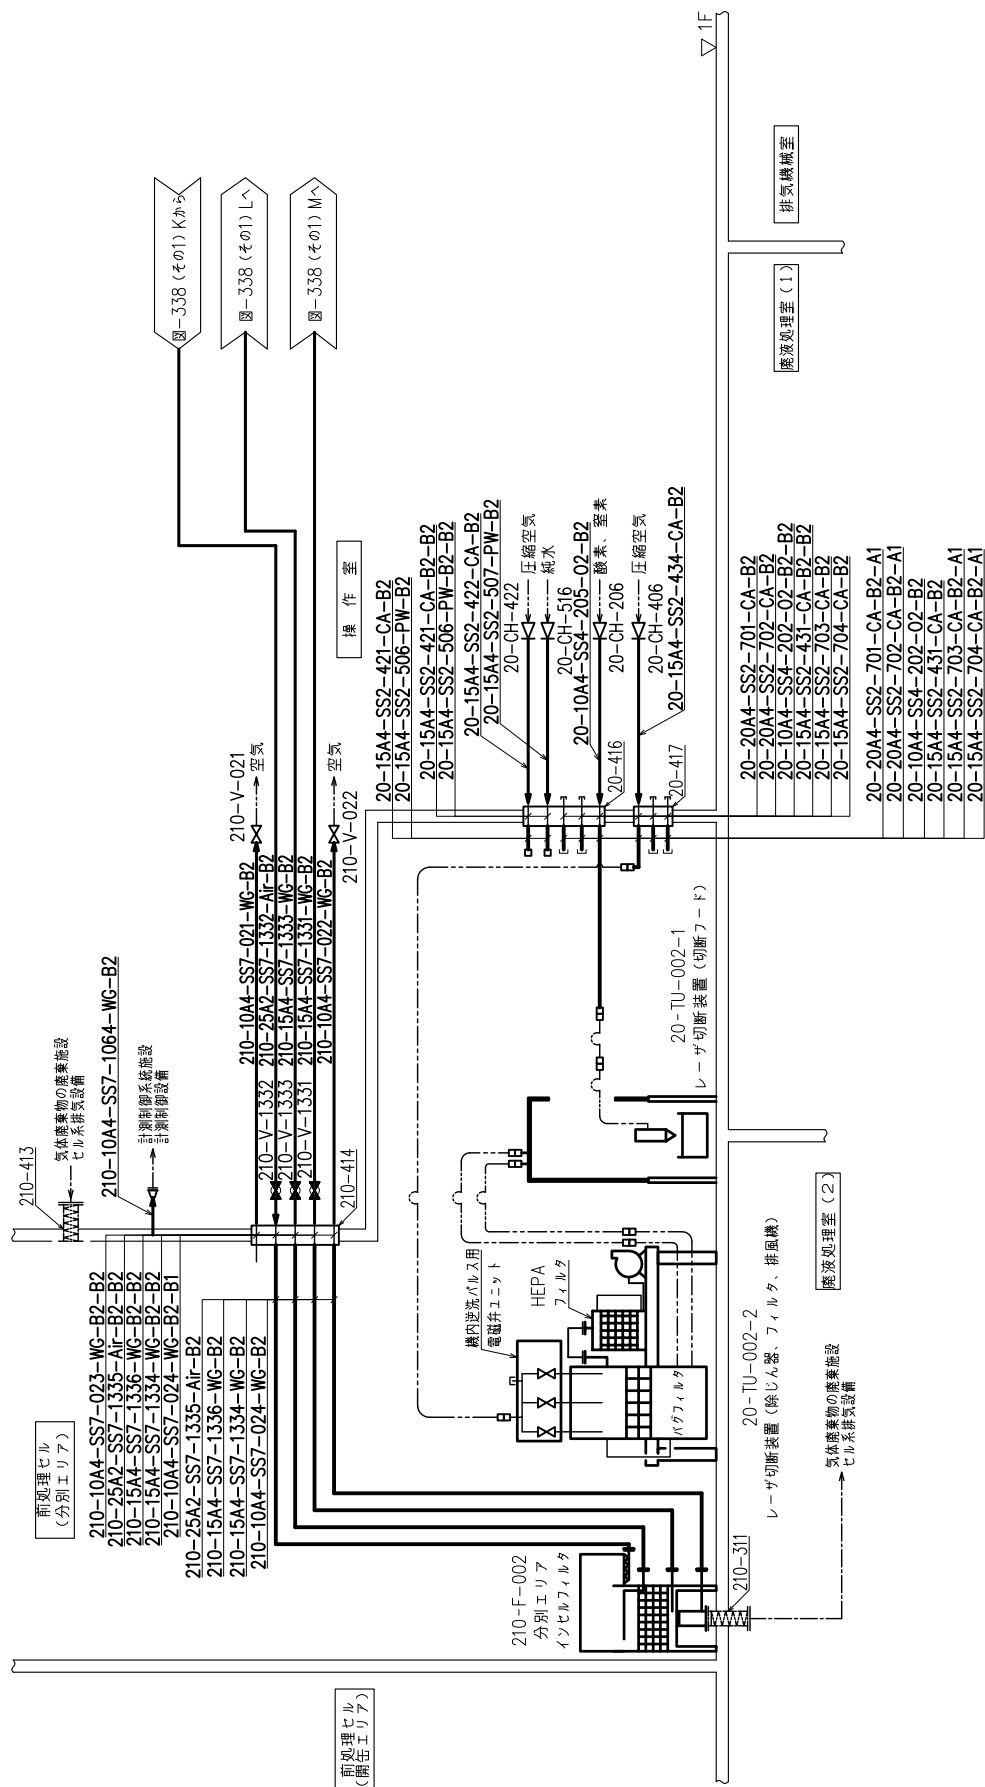 前処理セル
（開缶エリア）
前処理セル
（分別エリア）
210-413
気体廃棄物の廃棄施設
セル系排気設備
210-10A4-SS7-1064-WG-B2
計測制御系統施設
計測制御設備
210-10A4-SS7-023-WG-B2-B2
210-25A2-SS7-1335-Air-B2-B2
210-15A4-SS7-1336-WG-B2-B2
210-15A4-SS7-1334-WG-B2-B2
210-10A4-SS7-024-WG-B2-B1
210-25A2-SS7-1335-Air-B2
210-15A4-SS7-1336-WG-B2
210-15A4-SS7-1334-WG-B2
210-10A4-SS7-024-WG-B2
210-414
210-V-1332
210-V-1333
210-V-1331
210-10A4-SS7-021-WG-B2
210-25A2-SS7-1332-Air-B2
210-15A4-SS7-1333-WG-B2
210-15A4-SS7-1331-WG-B2
210-10A4-SS7-022-WG-B2
210-V-021
空気
210-V-022
空気
図-338（その1）Kから
図-338（その1）Lへ
図-338（その1）Mへ
操作室
20-15A4-SS2-421-CA-B2
20-15A4-SS2-506-PW-B2
20-15A4-SS2-421-CA-B2-B2
20-15A4-SS2-506-PW-B2-B2
20-15A4-SS2-422-CA-B2
20-15A4-SS2-507-PW-B2
20-CH-422
圧縮空気
純水
20-CH-516
20-10A4-SS4-205-O2-B2
酸素、窒素
20-CH-206
20-416
圧縮空気
20-CH-406
20-15A4-SS2-434-CA-B2
20-417
20-20A4-SS2-701-CA-B2
20-20A4-SS2-702-CA-B2
20-10A4-SS4-202-O2-B2-B2
20-15A4-SS2-431-CA-B2-B2
20-15A4-SS2-703-CA-B2
20-15A4-SS2-704-CA-B2
20-20A4-SS2-701-CA-B2-A1
20-20A4-SS2-702-CA-B2-A1
20-10A4-SS4-202-O2-B2
20-15A4-SS2-431-CA-B2
20-15A4-SS2-703-CA-B2-A1
20-15A4-SS2-704-CA-B2-A1
機内逆洗パルス用
電磁弁ユニット
HEPA
フィルタ
バグフィルタ
20-TU-002-1
レーザ切断装置（切断フード）
20-TU-002-2
レーザ切断装置（除じん器、フィルタ、排風機）
210-F-002
分別エリア
インセルフィルタ
210-311
気体廃棄物の廃棄施設
セル系排気設備
廃液処理室（2）
廃液処理室（1）
排気機械室
▽1F